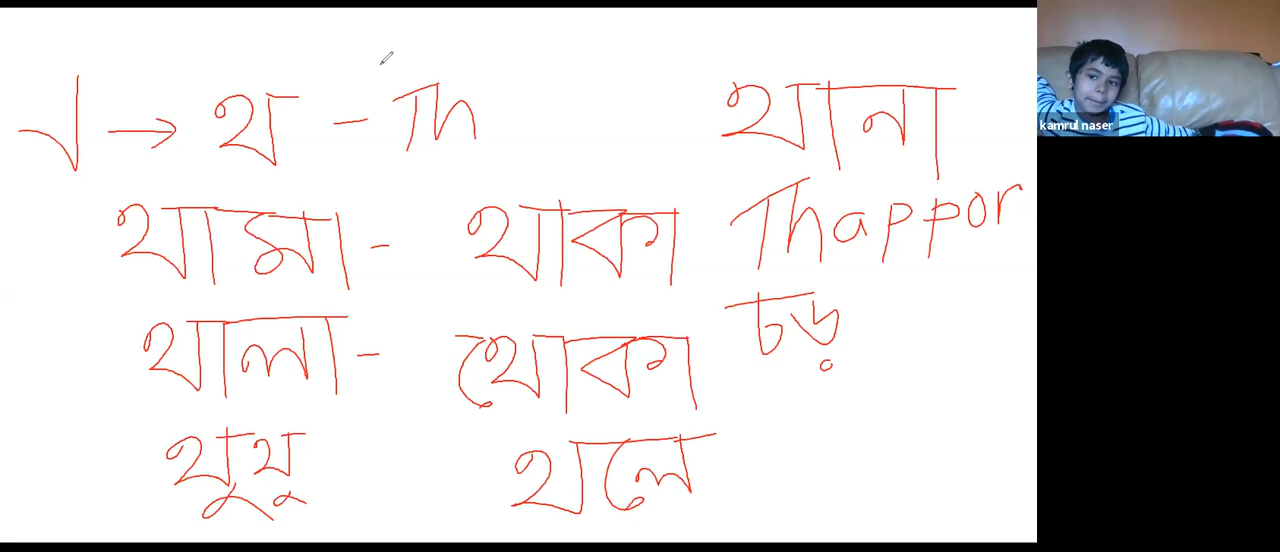 া → থ - Th থানা
থামা - থাকা Thappor
থালা - থোকা চড়
থুথু থলে
kamrul naser